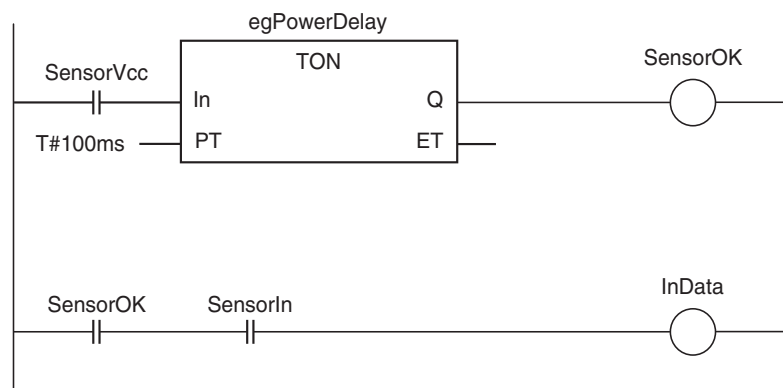 egPowerDelay
TON
SensorVcc
SensorOK
In
Q
T#100ms
PT
ET
SensorOK
SensorIn
InData